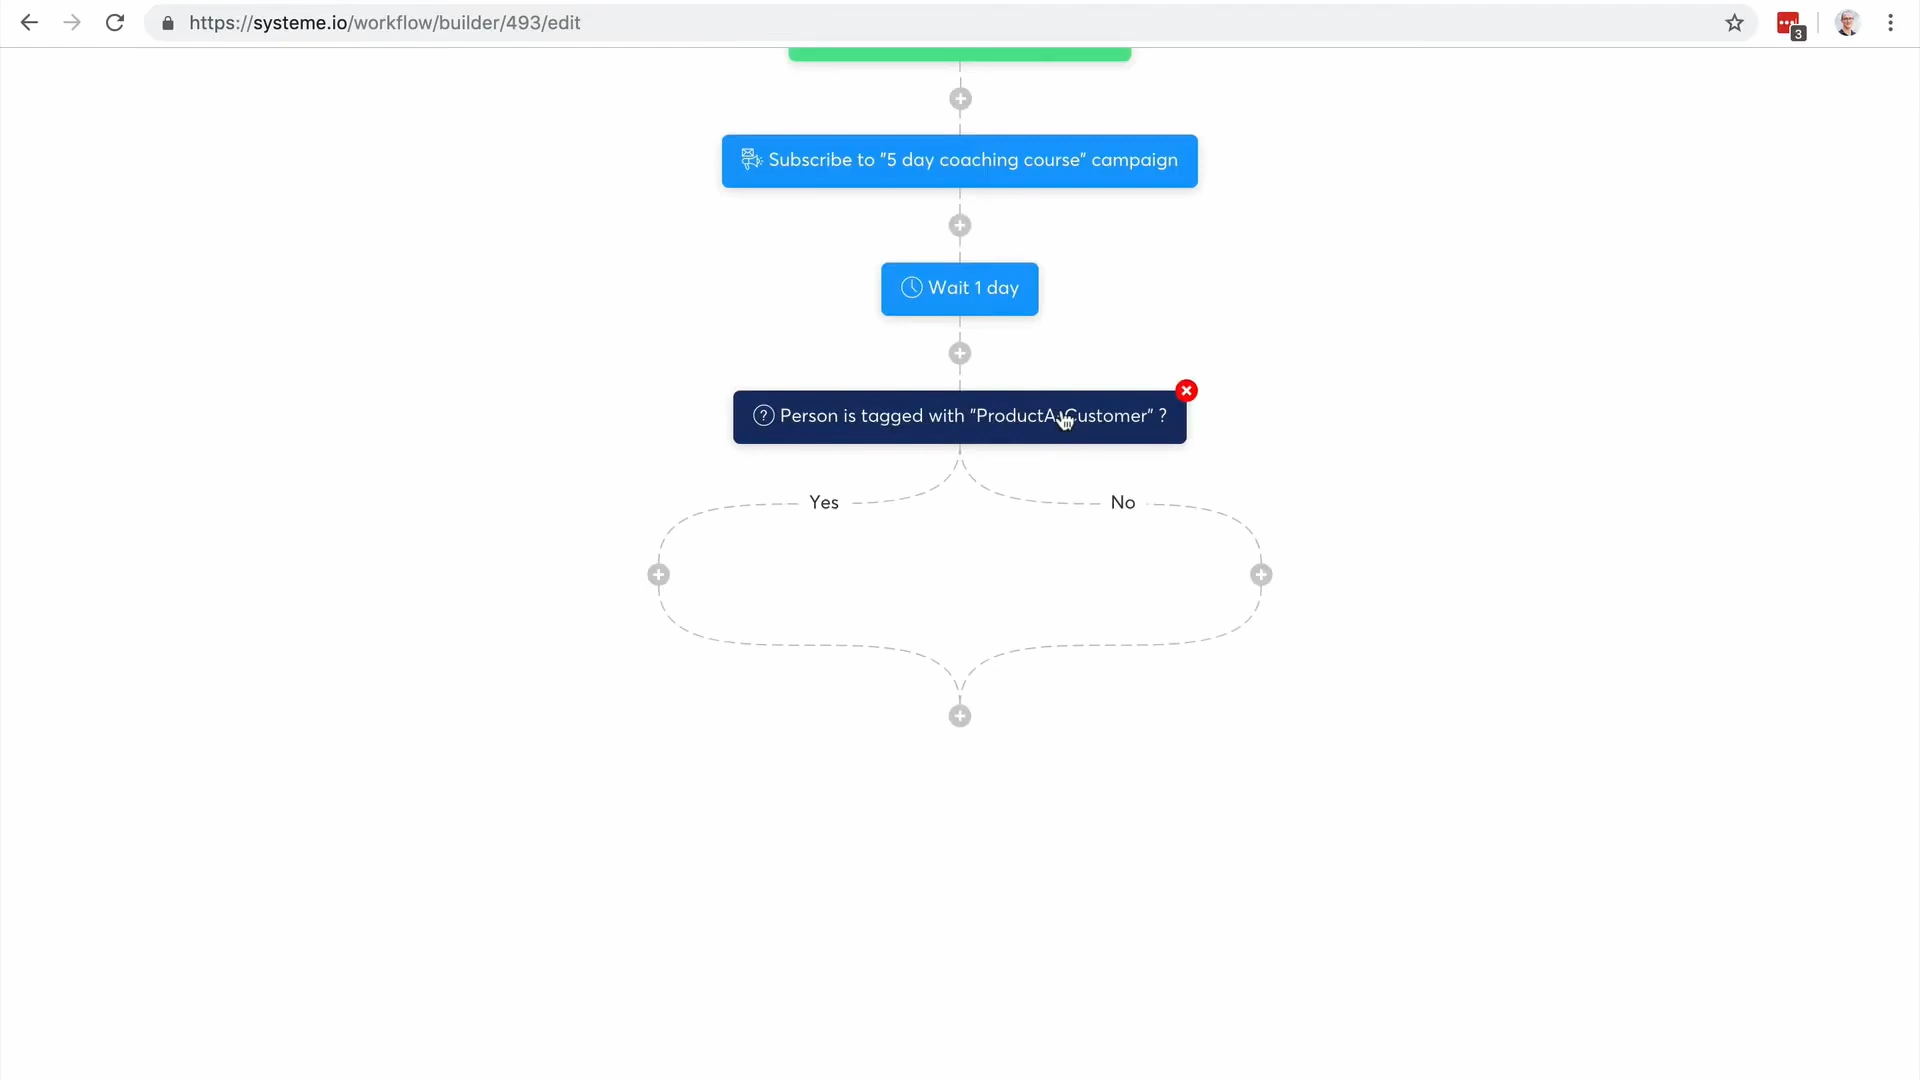 https://systeme.io/workflow/builder/493/edit
3
Subscribe to "5 day coaching course" campaign
Wait 1 day
Person is tagged with "ProductA-Customer" ?
Yes
No